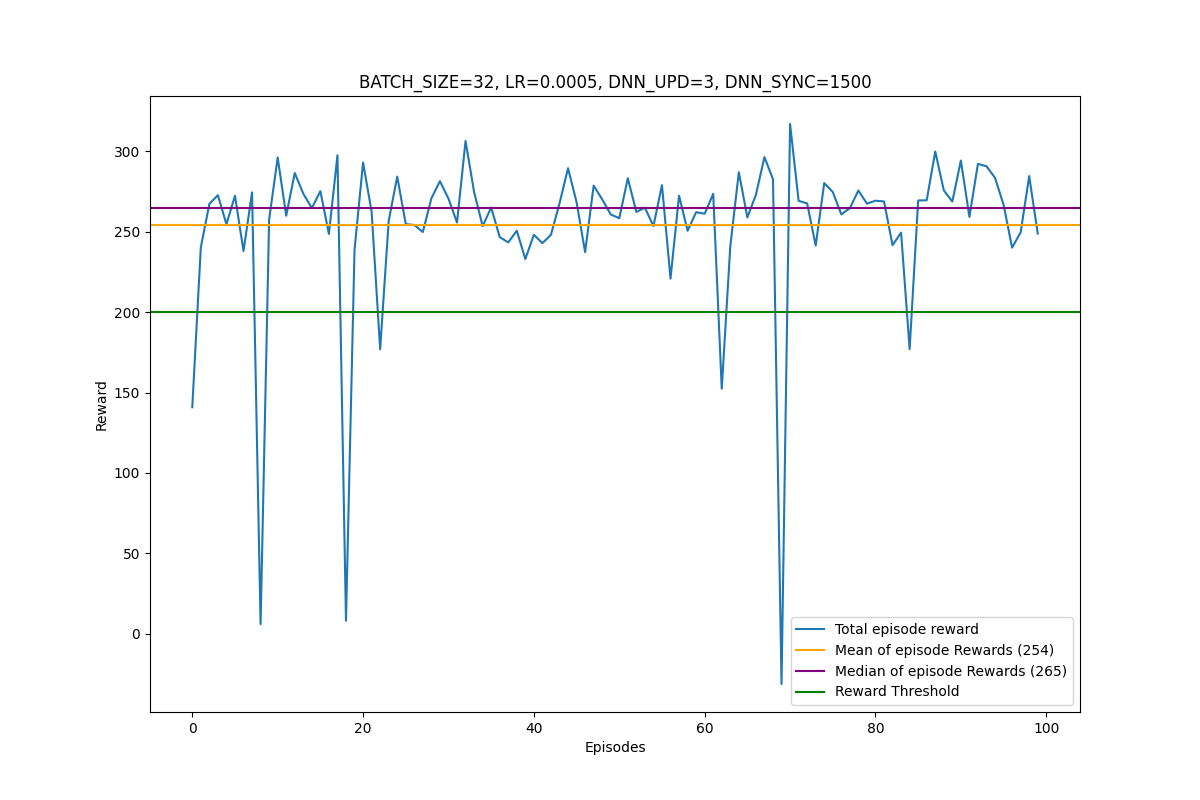 BATCH_SIZE=32, LR=0.0005, DNN_UPD=3, DNN_SYNC=1500
300
250
200
150
100
50
0
Reward
Total episode reward
Mean of episode Rewards (254)
Median of episode Rewards (265)
Reward Threshold
0 20 40 60 80 100
Episodes